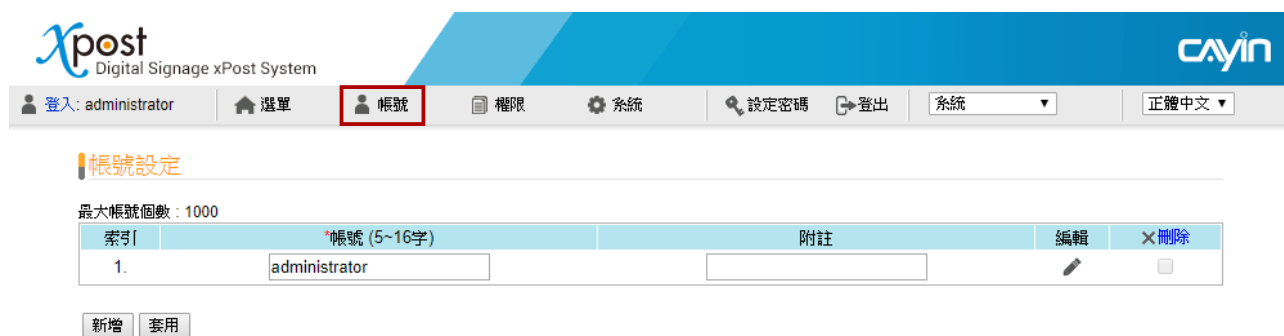 xpost
Digital Signage xPost System
CAYIN
登入: administrator 選單 帳號 權限 系統 設定密碼 登出 系統 正體中文
帳號設定
最大帳號個數 : 1000
索引 *帳號 (5~16字) 附註 編輯 刪除
1. administrator
新增 套用